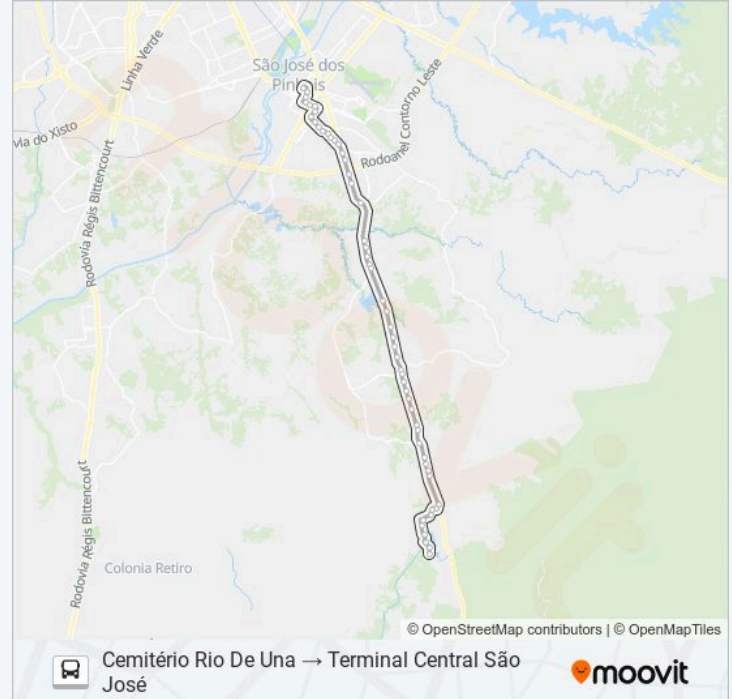 São José dos
Pinhais
Linha Verde
via do Xisto
Rodovia Régis Bittencourt
Rodoanel Contorno Leste
Rodovia Régis Bittencourt
Colonia Retiro
© OpenStreetMap contributors | © OpenMapTiles
Cemitério Rio De Una → Terminal Central São
José
moovit